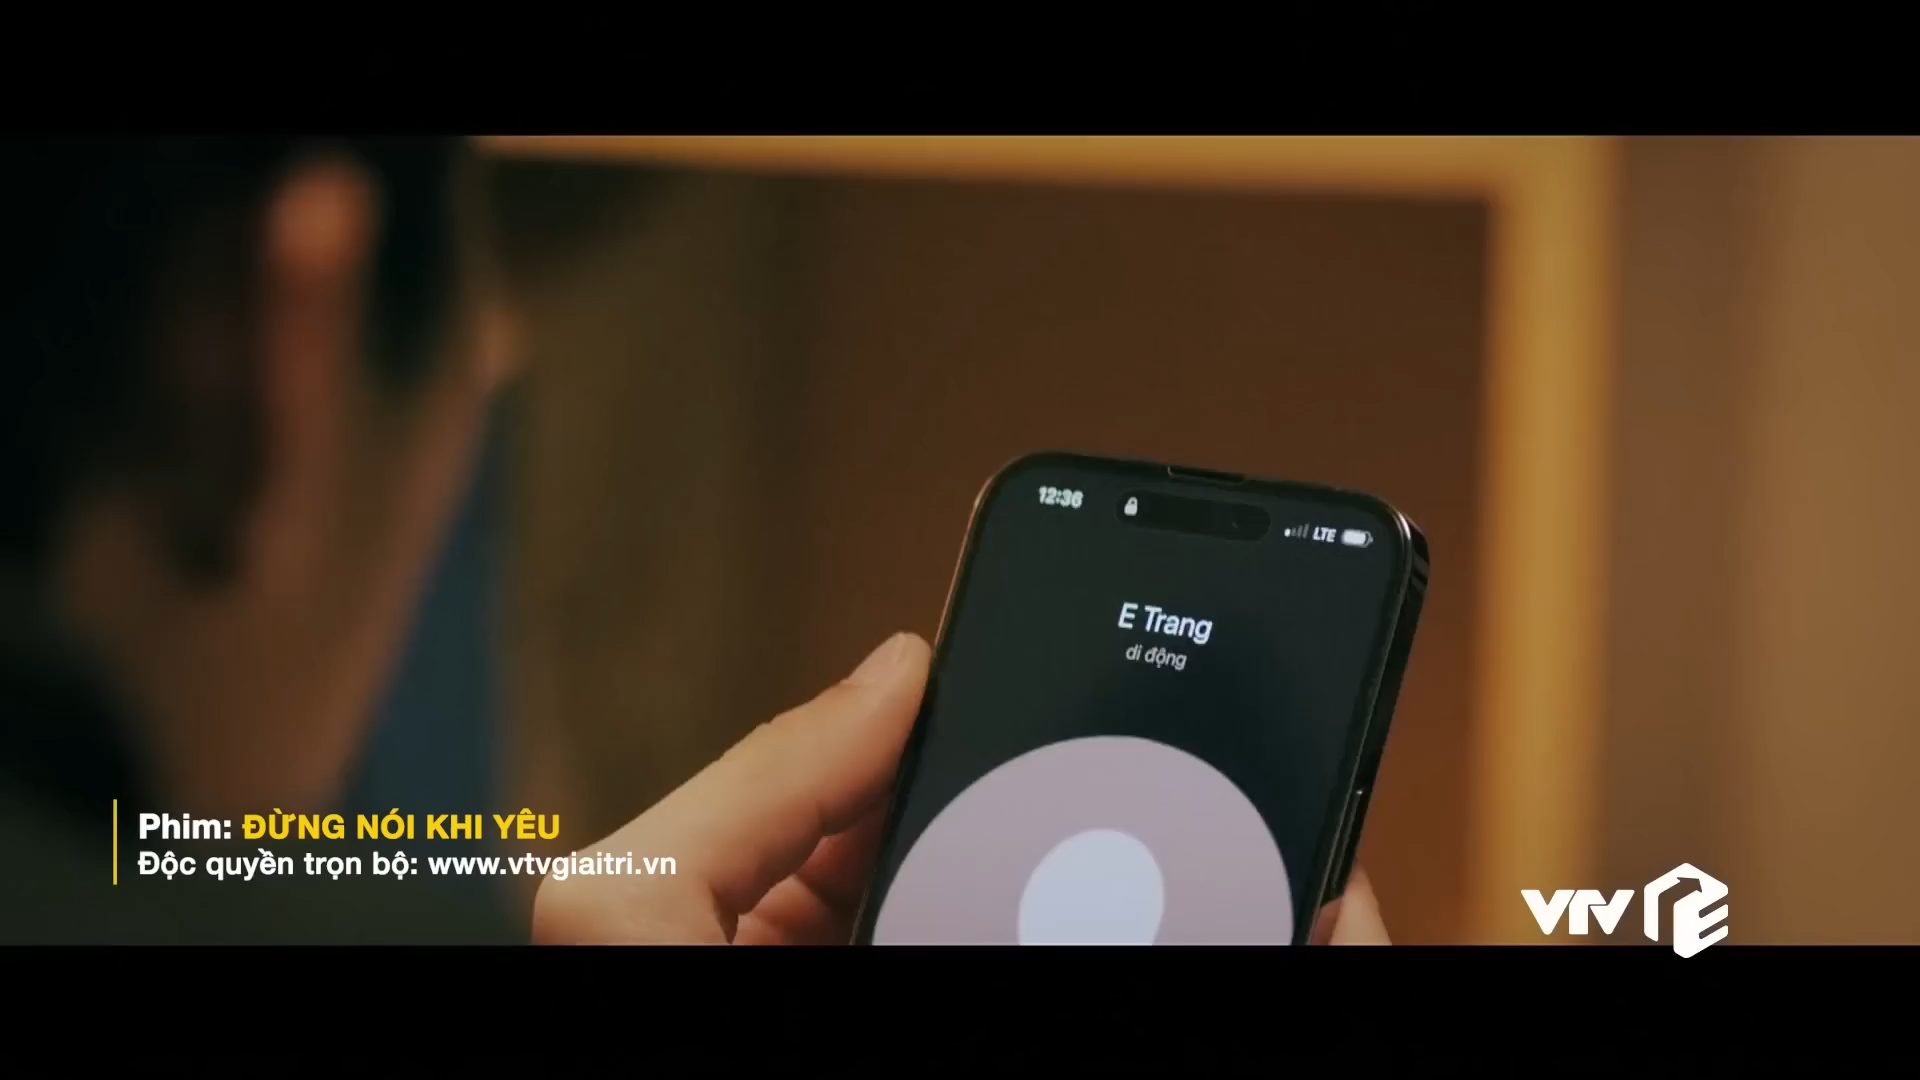 12:36
LTE
E Trang
di động
Phim: ĐỪNG NÓI KHI YÊU
Độc quyền trọn bộ: www.vtvgiaitri.vn
VTV